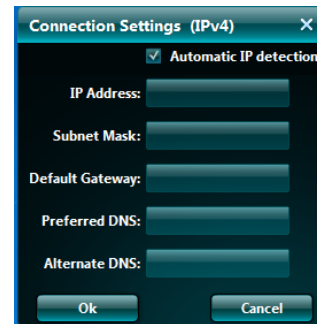 Connection Settings (IPv4)
Automatic IP detection
IP Address:
Subnet Mask:
Default Gateway:
Preferred DNS:
Alternate DNS:
Ok Cancel